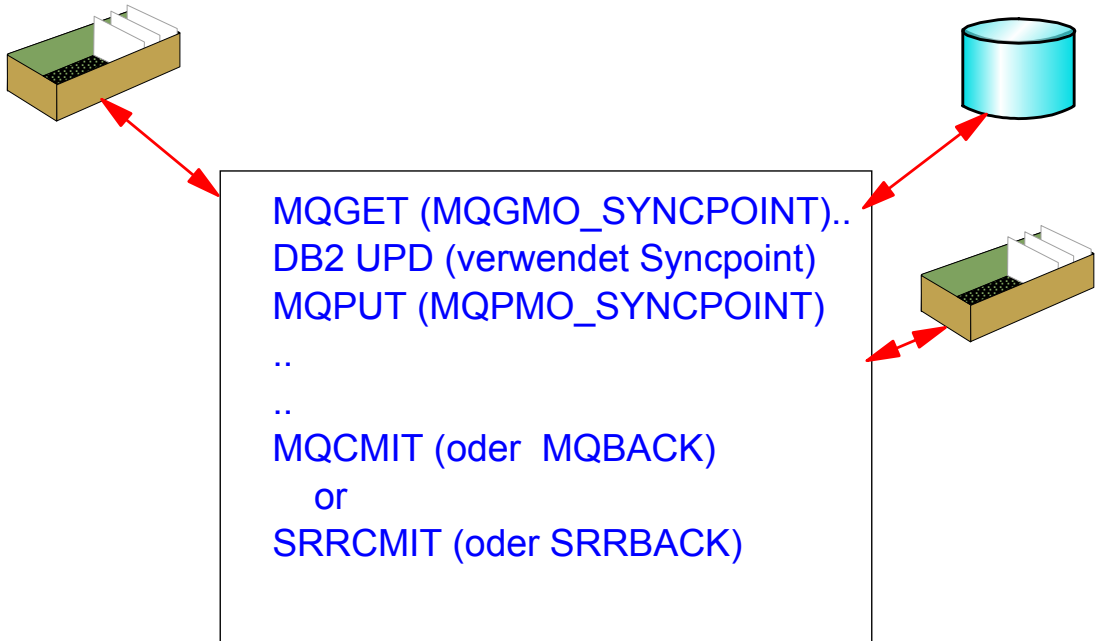 MQGET (MQGMO_SYNCPOINT)..
DB2 UPD (verwendet Syncpoint)
MQPUT (MQPMO_SYNCPOINT)
..
..
MQCMIT (oder MQBACK)
or
SRRCMIT (oder SRRBACK)